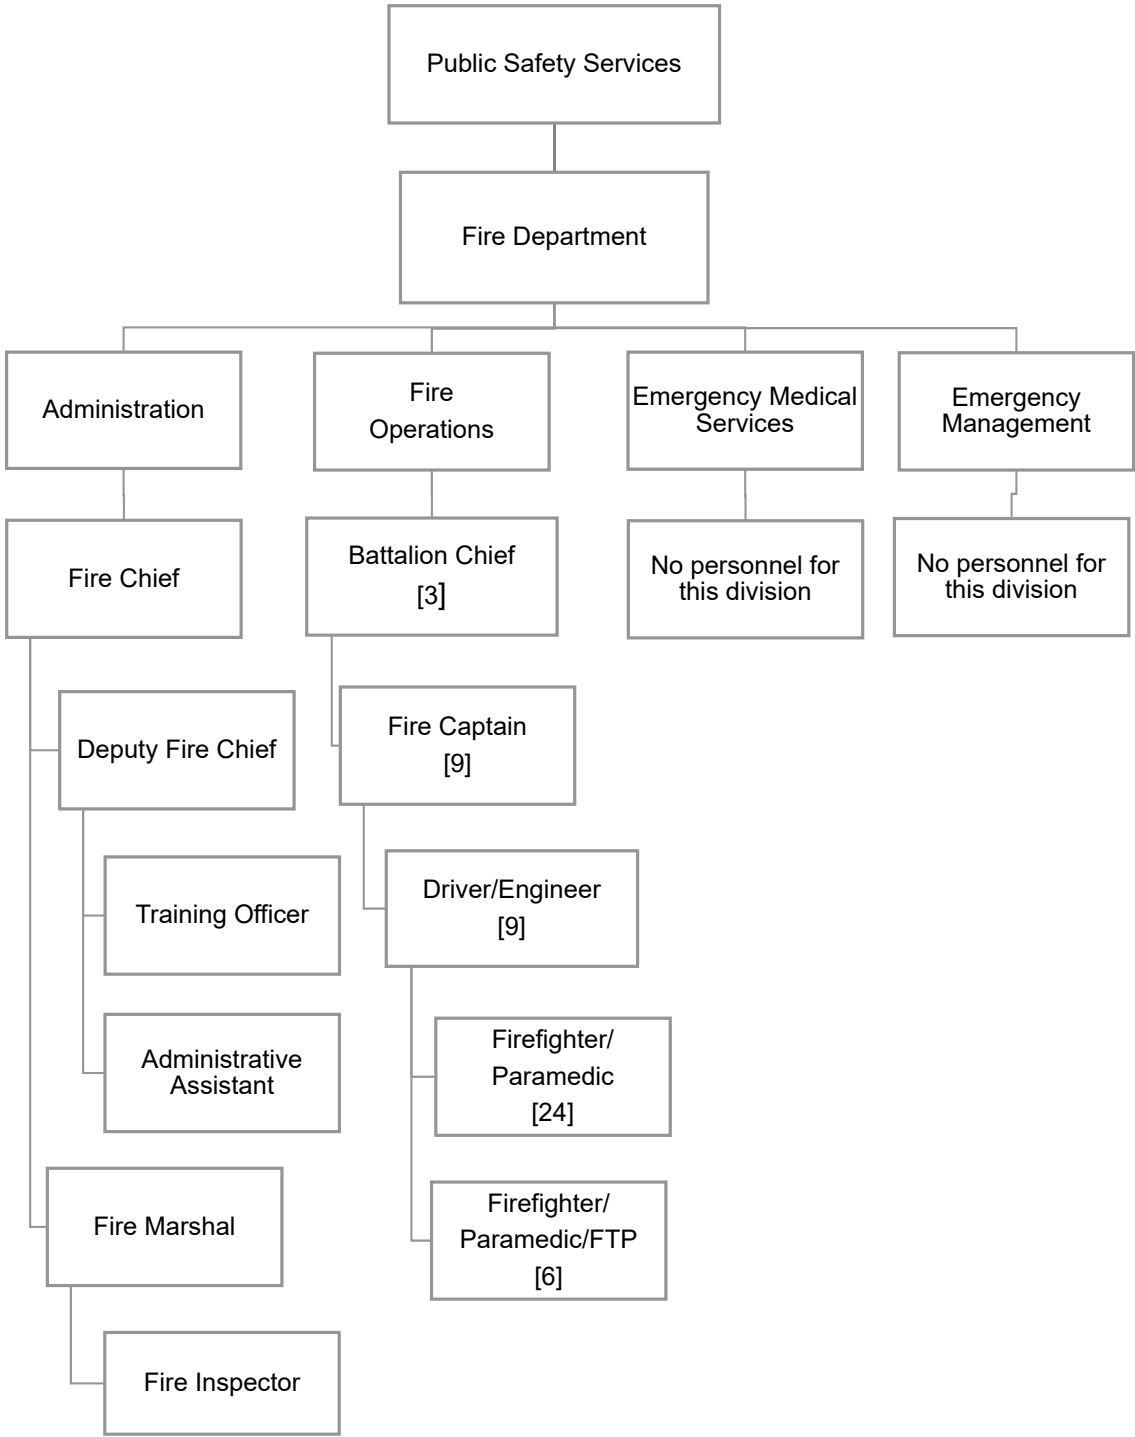 Public Safety Services
Fire Department
Administration
Fire
Operations
Emergency Medical
Services
Emergency
Management
Fire Chief
Battalion Chief
[3]
No personnel for
this division
No personnel for
this division
Deputy Fire Chief
Fire Captain
[9]
Training Officer
Driver/Engineer
[9]
Administrative
Assistant
Firefighter/
Paramedic
[24]
Fire Marshal
Firefighter/
Paramedic/FTP
[6]
Fire Inspector